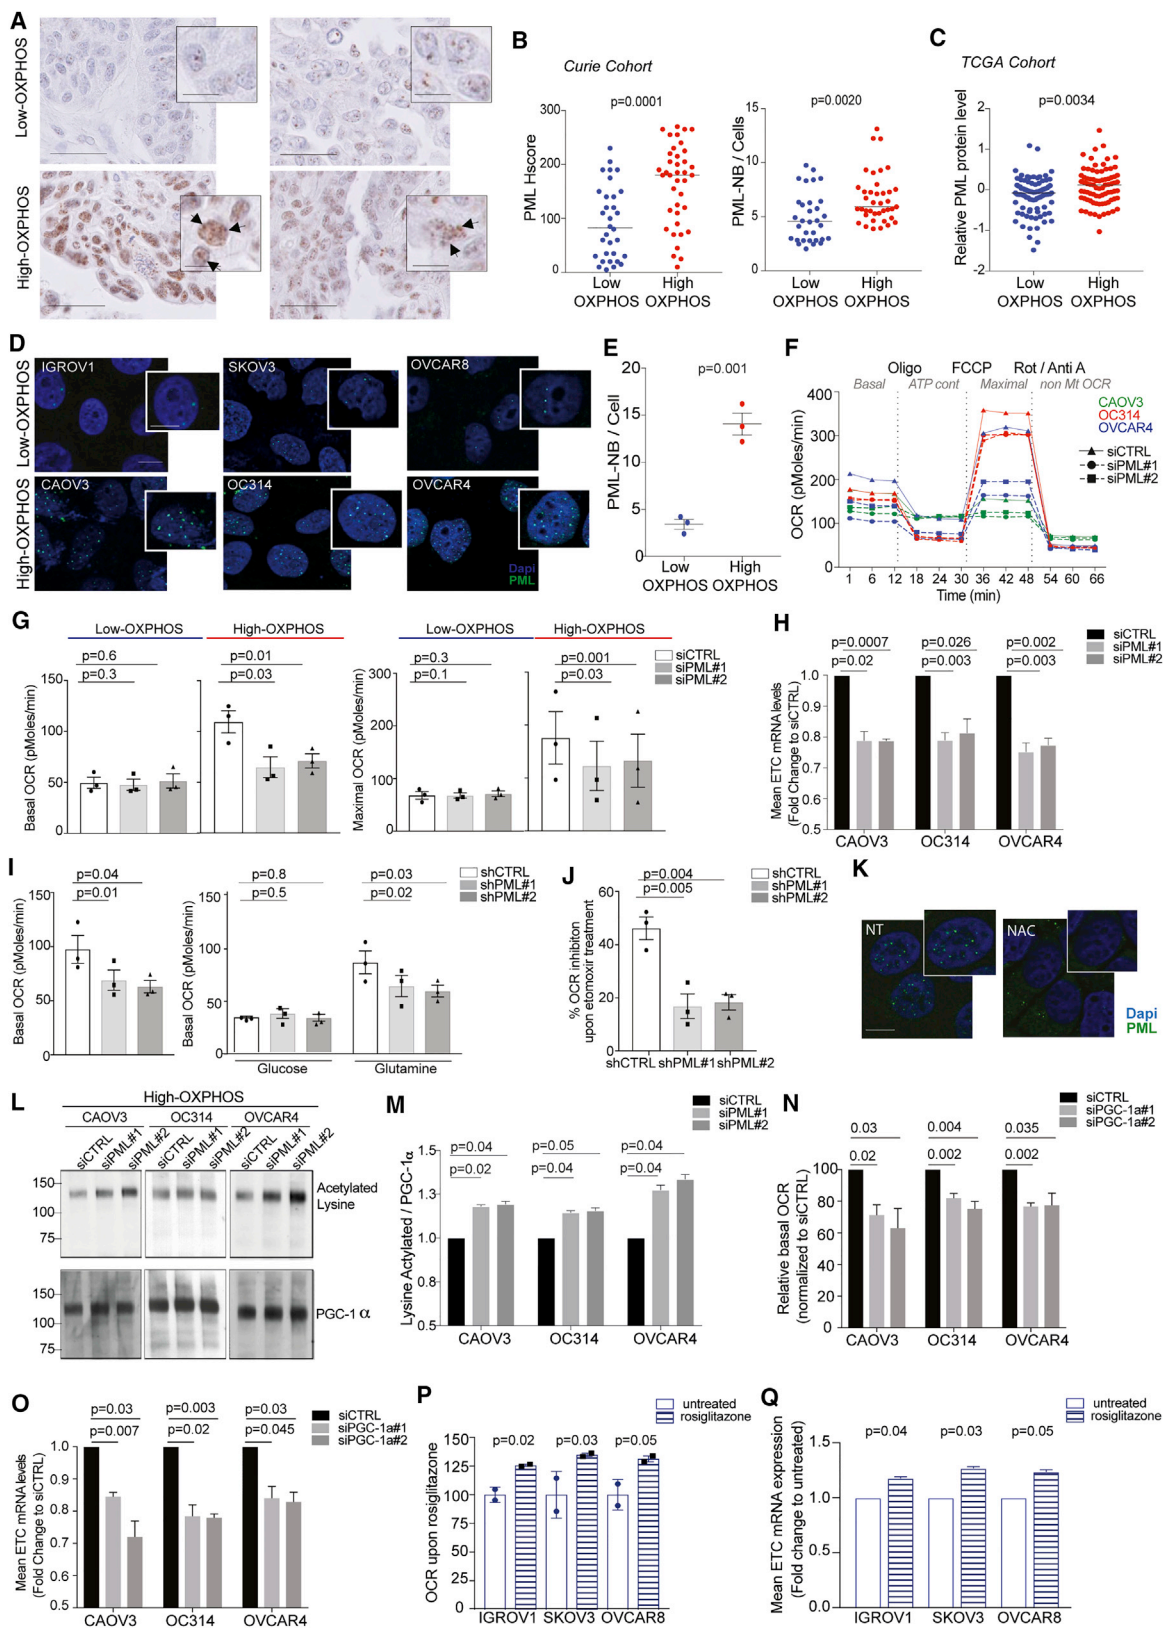 A
Low-OXPHOS
High-OXPHOS
B
Curie Cohort
p=0.0001
PML Hscore
300
200
100
0
Low
OXPHOS
High
OXPHOS
p=0.0020
PML-NB / Cells
15
10
5
0
Low
OXPHOS
High
OXPHOS
C
TCGA Cohort
p=0.0034
Relative PML protein level
2
1
0
-1
-2
Low
OXPHOS
High
OXPHOS
D
Low-OXPHOS
High-OXPHOS
IGROV1
SKOV3
OVCAR8
CAOV3
OC314
OVCAR4
Dapi
PML
E
p=0.001
PML-NB / Cell
20
15
10
5
0
Low
OXPHOS
High
OXPHOS
F
Oligo FCCP Rot / Anti A
Basal ATP cont Maximal non Mt OCR
CAOV3
OC314
OVCAR4
siCTRL
siPML#1
siPML#2
OCR (pMoles/min)
400
300
200
100
0
1 6 12 18 24 30 36 42 48 54 60 66
Time (min)
G
Low-OXPHOS High-OXPHOS
p=0.6 p=0.01
p=0.3 p=0.03
Basal OCR (pMoles/min)
150
100
50
0
Low-OXPHOS High-OXPHOS
p=0.3 p=0.001
p=0.1 p=0.03
Maximal OCR (pMoles/min)
300
200
100
0
siCTRL
siPML#1
siPML#2
H
siCTRL
siPML#1
siPML#2
p=0.0007 p=0.026 p=0.002
p=0.02 p=0.003 p=0.003
Mean ETC mRNA levels
(Fold Change to siCTRL)
1.0
0.9
0.8
0.7
0.6
0.5
CAOV3 OC314 OVCAR4
I
p=0.04
p=0.01
Basal OCR (pMoles/min)
150
100
50
0
p=0.8 p=0.03
p=0.5 p=0.02
Basal OCR (pMoles/min)
150
100
50
0
Glucose Glutamine
shCTRL
shPML#1
shPML#2
J
p=0.004
p=0.005
shCTRL
shPML#1
shPML#2
% OCR inhibiton
upon etomoxir treatment
60
40
20
0
shCTRL shPML#1 shPML#2
K
NT
NAC
Dapi
PML
L
High-OXPHOS
CAOV3 OC314 OVCAR4
siCTRL siPML#1 siPML#2 siCTRL siPML#1 siPML#2 siCTRL siPML#1 siPML#2
150
100
75
Acetylated
Lysine
150
100
75
PGC-1 α
M
siCTRL
siPML#1
siPML#2
p=0.04 p=0.05 p=0.04
p=0.02 p=0.04 p=0.04
Lysine Actylated / PGC-1α
1.5
1.3
1.0
0.8
0.5
CAOV3 OC314 OVCAR4
N
siCTRL
siPGC-1a#1
siPGC-1a#2
0.03 0.004 0.035
0.02 0.002 0.002
Relative basal OCR
(normalized to siCTRL)
100
80
60
40
20
0
CAOV3 OC314 OVCAR4
O
p=0.03 p=0.003 p=0.03
p=0.007 p=0.02 p=0.045
siCTRL
siPGC-1a#1
siPGC-1a#2
Mean ETC mRNA levels
(Fold Change to siCTRL)
1.0
0.9
0.8
0.7
0.6
0.5
CAOV3 OC314 OVCAR4
P
untreated
rosiglitazone
p=0.02 p=0.03 p=0.05
OCR upon rosiglitazone
150
125
100
75
50
25
0
IGROV1 SKOV3 OVCAR8
Q
untreated
rosiglitazone
p=0.04 p=0.03 p=0.05
Mean ETC mRNA expression
(Fold change to untreated)
1.5
1.0
0.5
0.0
IGROV1 SKOV3 OVCAR8